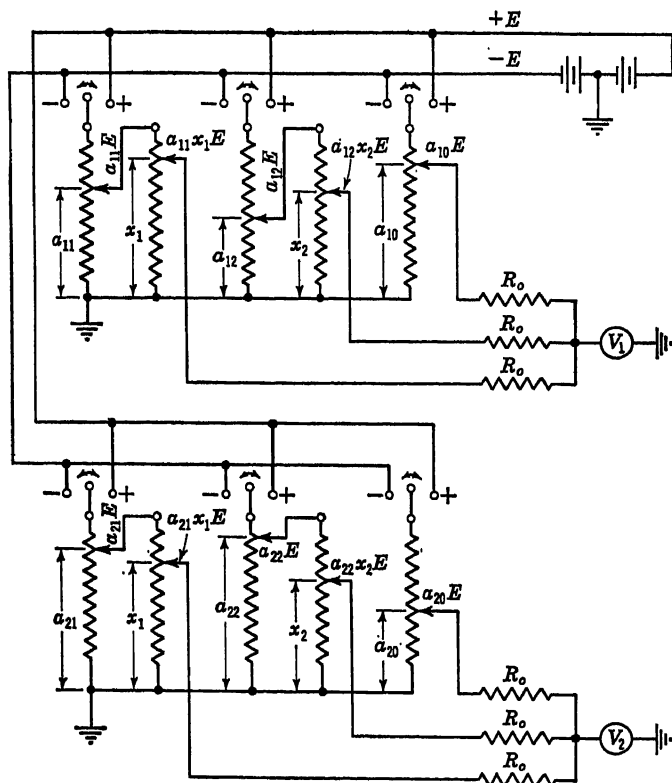 +E
−E
− + − + − +
a₁₁E
a₁₁x₁E
a₁₂E
a₁₂x₂E
a₁₀E
a₁₁
x₁
a₁₂
x₂
a₁₀
Rₒ
Rₒ
V₁
Rₒ
− + − + − +
a₂₁E
a₂₁x₁E
a₂₂E
a₂₂x₂E
a₂₀E
a₂₁
x₁
a₂₂
x₂
a₂₀
Rₒ
Rₒ
V₂
Rₒ